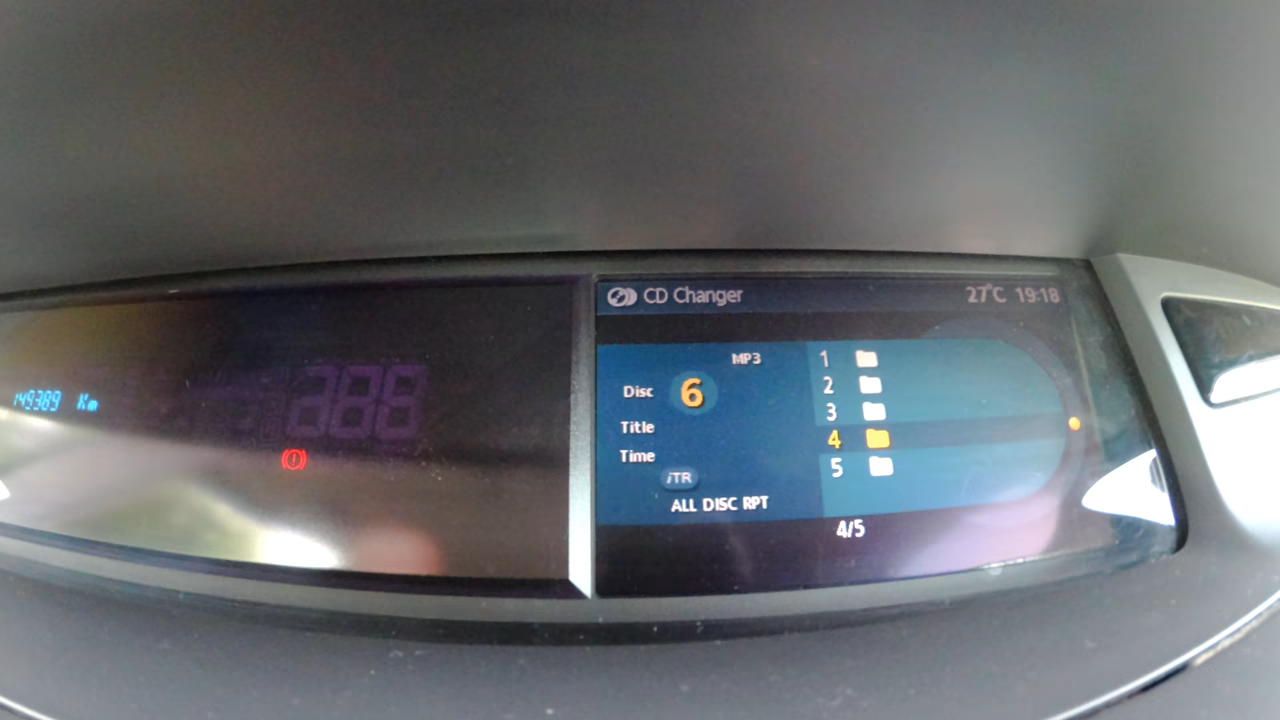 149389 Km
CD Changer 27°C 19:18
MP3
Disc 6
Title
Time
iTR
ALL DISC RPT
1
2
3
4
5
4/5